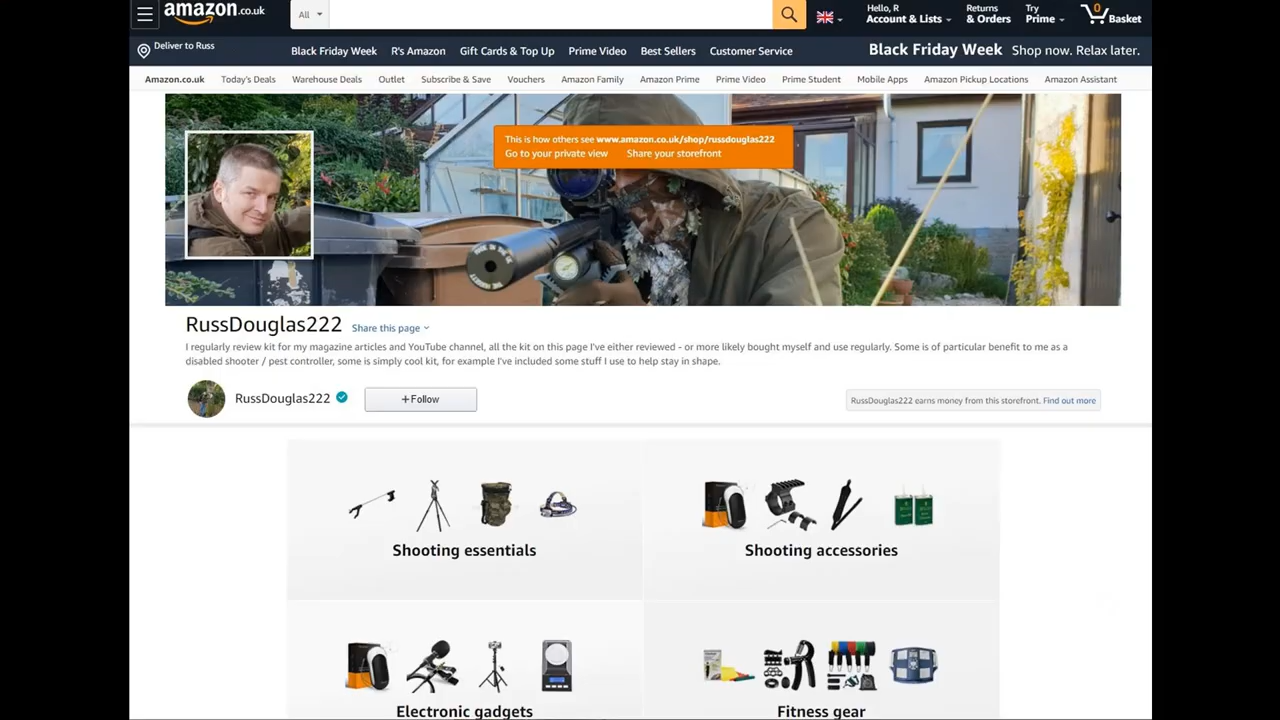 amazon.co.uk
All
Hello, R
Account & Lists
Returns
& Orders
Try
Prime
0
Basket
Deliver to Russ
Black Friday Week
R's Amazon
Gift Cards & Top Up
Prime Video
Best Sellers
Customer Service
Black Friday Week Shop now. Relax later.
Amazon.co.uk
Today's Deals
Warehouse Deals
Outlet
Subscribe & Save
Vouchers
Amazon Family
Amazon Prime
Prime Video
Prime Student
Mobile Apps
Amazon Pickup Locations
Amazon Assistant
This is how others see www.amazon.co.uk/shop/russdouglas222
Go to your private view Share your storefront
RussDouglas222 Share this page
I regularly review kit for my magazine articles and YouTube channel, all the kit on this page I've either reviewed - or more likely bought myself and use regularly. Some is of particular benefit to me as a
disabled shooter / pest controller, some is simply cool kit, for example I've included some stuff I use to help stay in shape.
RussDouglas222
+Follow
RussDouglas222 earns money from this storefront. Find out more
Shooting essentials
Shooting accessories
Electronic gadgets
Fitness gear